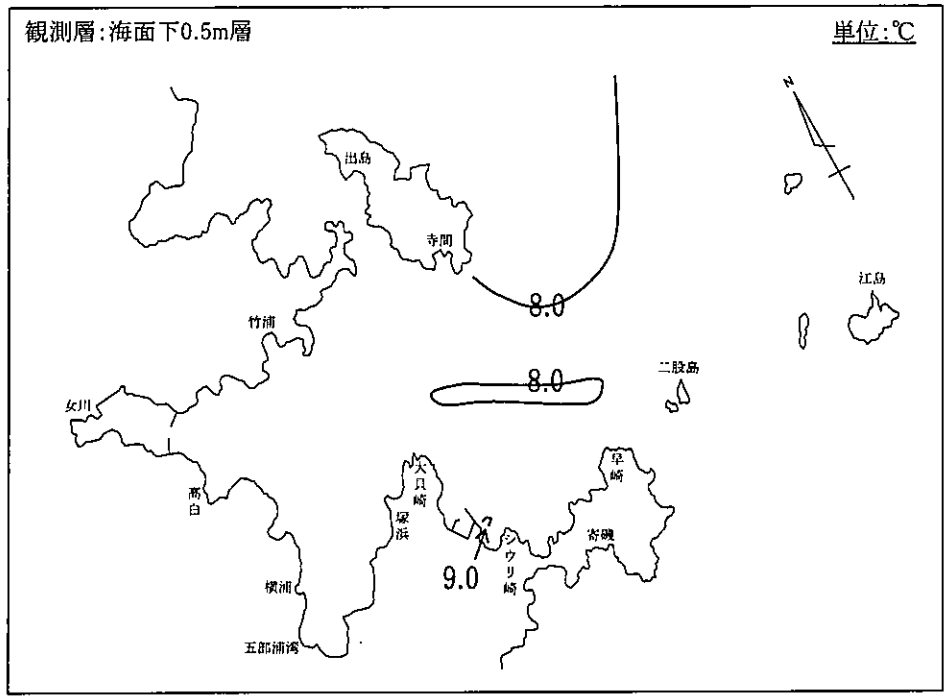 観測層:海面下0.5m層
単位:℃
N
出島
寺間
江島
8.0
竹浦
二股島
8.0
女川
早崎
大貝崎
高白
塚浜
シウリ崎
寄磯
9.0
横浦
五部浦湾